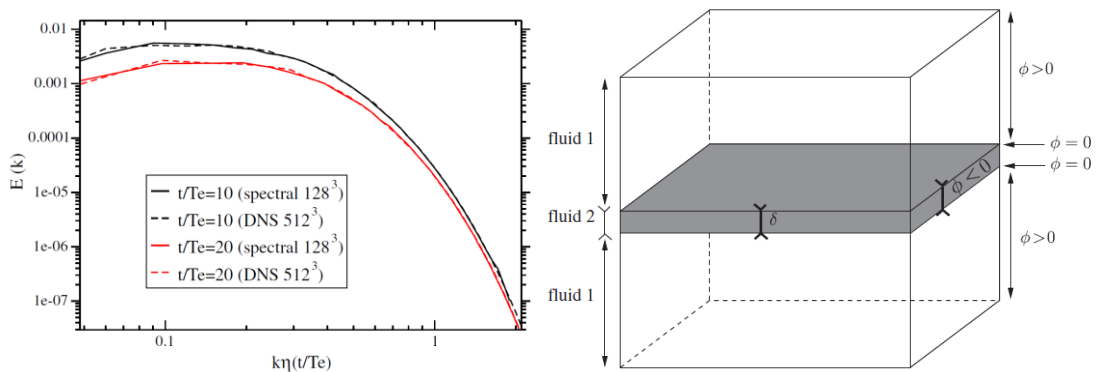 0.01
0.001
0.0001
1e-05
1e-06
1e-07
E (k)
t/Te=10 (spectral 128³)
t/Te=10 (DNS 512³)
t/Te=20 (spectral 128³)
t/Te=20 (DNS 512³)
0.1
1
kη(t/Te)
fluid 1
fluid 2
fluid 1
δ
ϕ<0
ϕ>0
ϕ = 0
ϕ = 0
ϕ>0